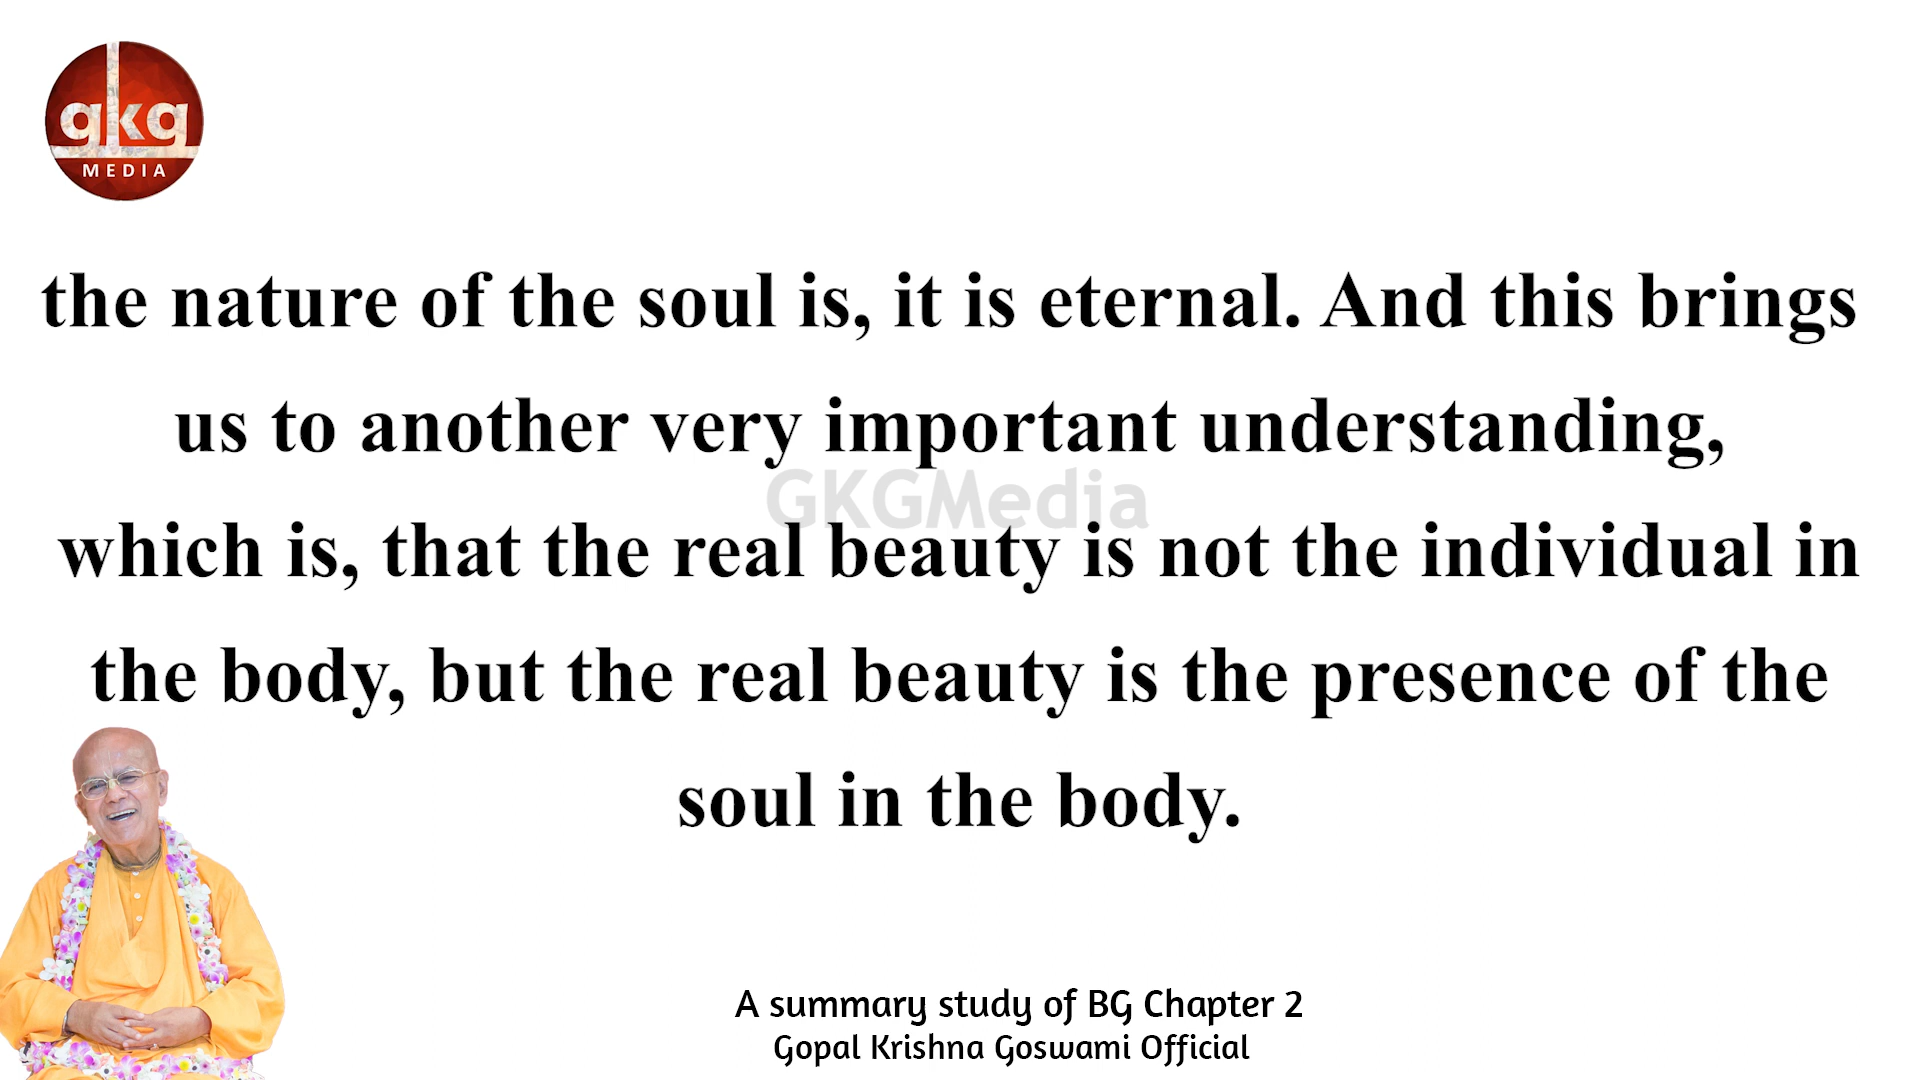 gkg
MEDIA
the nature of the soul is, it is eternal. And this brings
us to another very important understanding,
GKGMedia
which is, that the real beauty is not the individual in
the body, but the real beauty is the presence of the
soul in the body.
A summary study of BG Chapter 2
Gopal Krishna Goswami Official